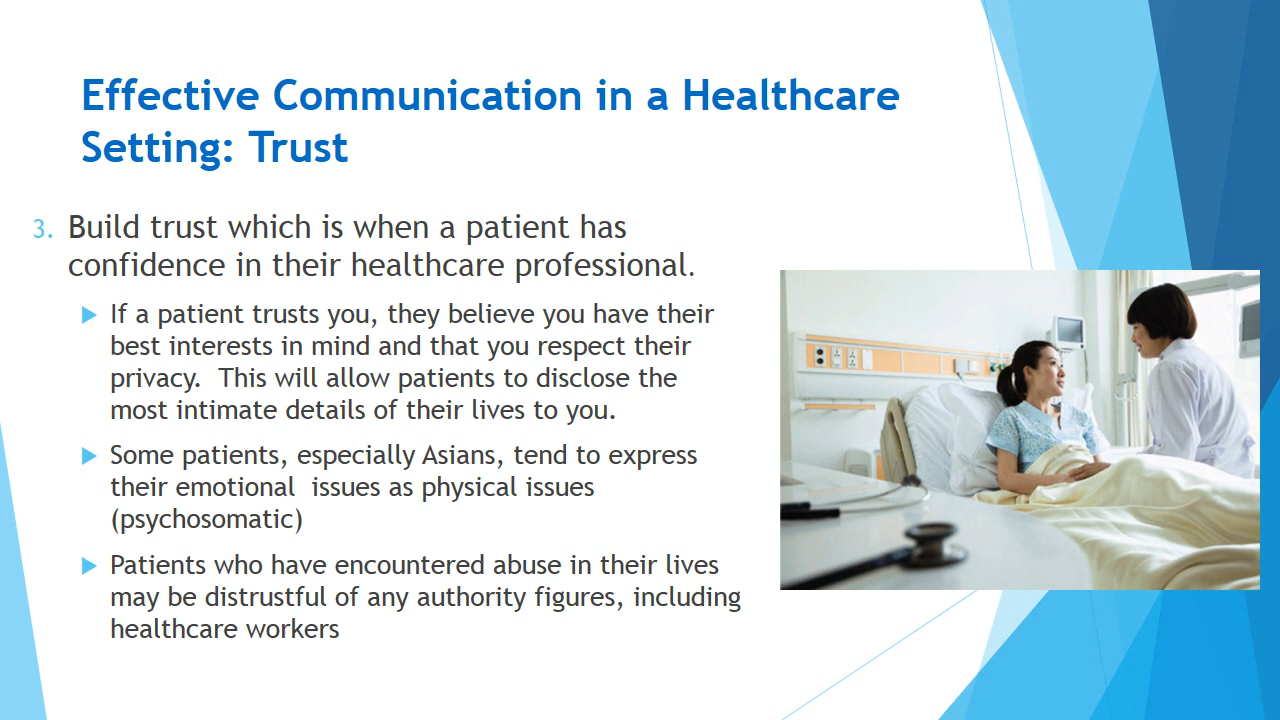 Effective Communication in a Healthcare
Setting: Trust
3. Build trust which is when a patient has
confidence in their healthcare professional.
If a patient trusts you, they believe you have their
best interests in mind and that you respect their
privacy.  This will allow patients to disclose the
most intimate details of their lives to you.
Some patients, especially Asians, tend to express
their emotional  issues as physical issues
(psychosomatic)
Patients who have encountered abuse in their lives
may be distrustful of any authority figures, including
healthcare workers